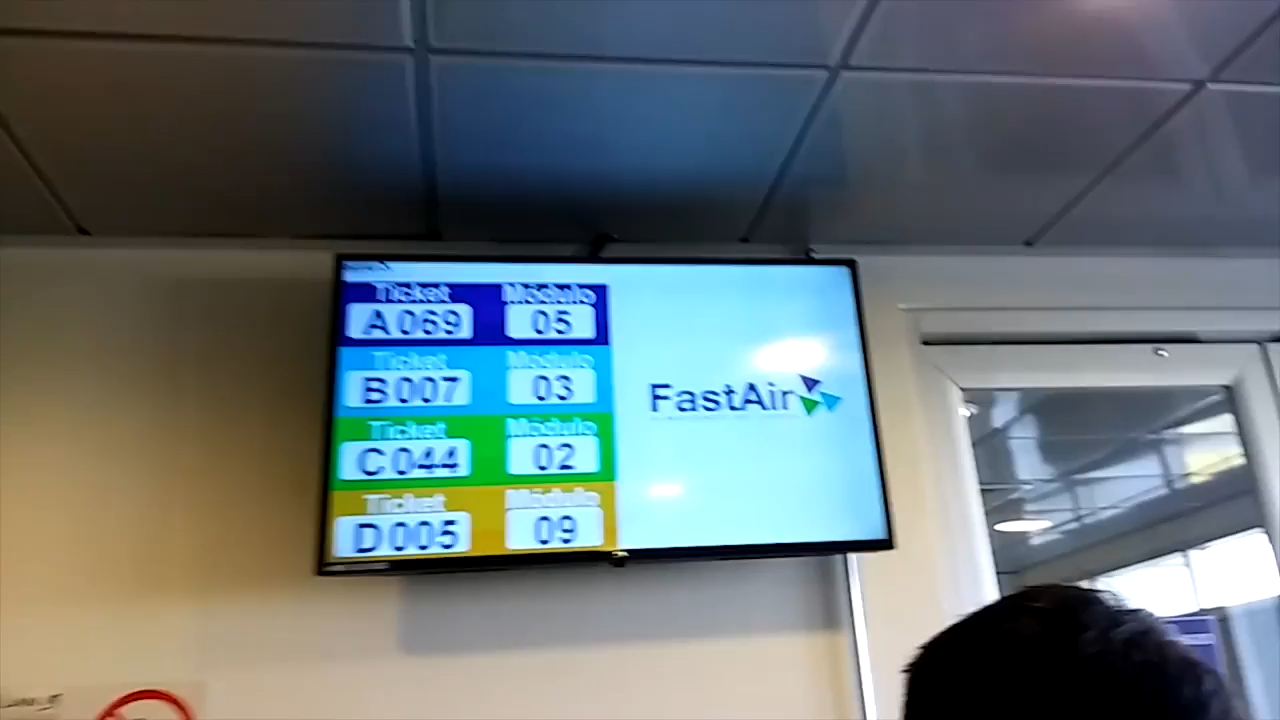 Ticket Módulo
A069 05
Ticket Módulo
B007 03
Ticket Módulo
C044 02
Ticket Módulo
D005 09
FastAir